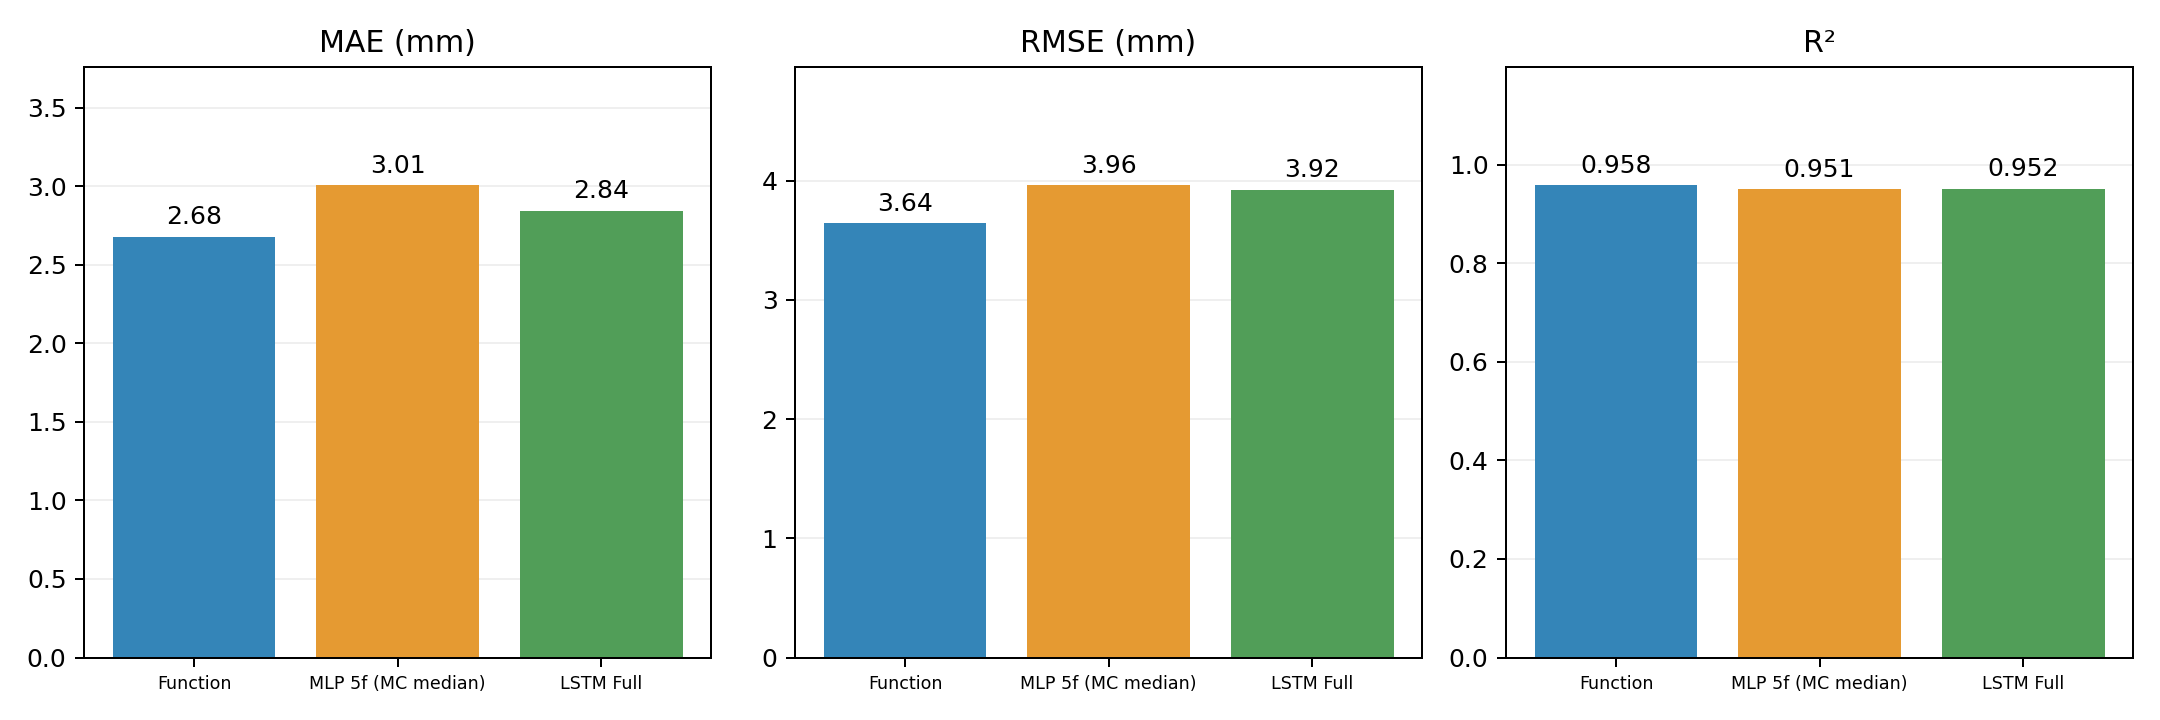 MAE (mm)
3.5
3.0
2.5
2.0
1.5
1.0
0.5
0.0
2.68
3.01
2.84
Function
MLP 5f (MC median)
LSTM Full
RMSE (mm)
4
3
2
1
0
3.64
3.96
3.92
Function
MLP 5f (MC median)
LSTM Full
R²
1.0
0.8
0.6
0.4
0.2
0.0
0.958
0.951
0.952
Function
MLP 5f (MC median)
LSTM Full